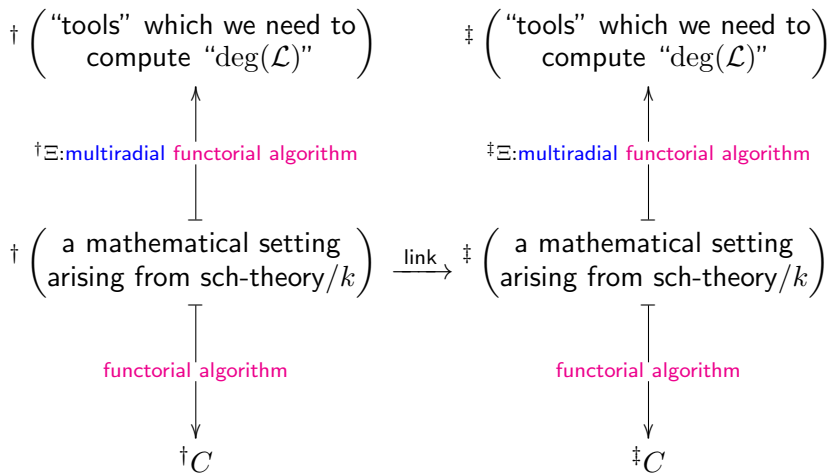 † ( “tools” which we need to compute “deg(𝓛)” ) ‡ ( “tools” which we need to compute “deg(𝓛)” )
†Ξ:multiradial functorial algorithm ‡Ξ:multiradial functorial algorithm
† ( a mathematical setting arising from sch-theory/k ) link ‡ ( a mathematical setting arising from sch-theory/k )
functorial algorithm functorial algorithm
†C ‡C